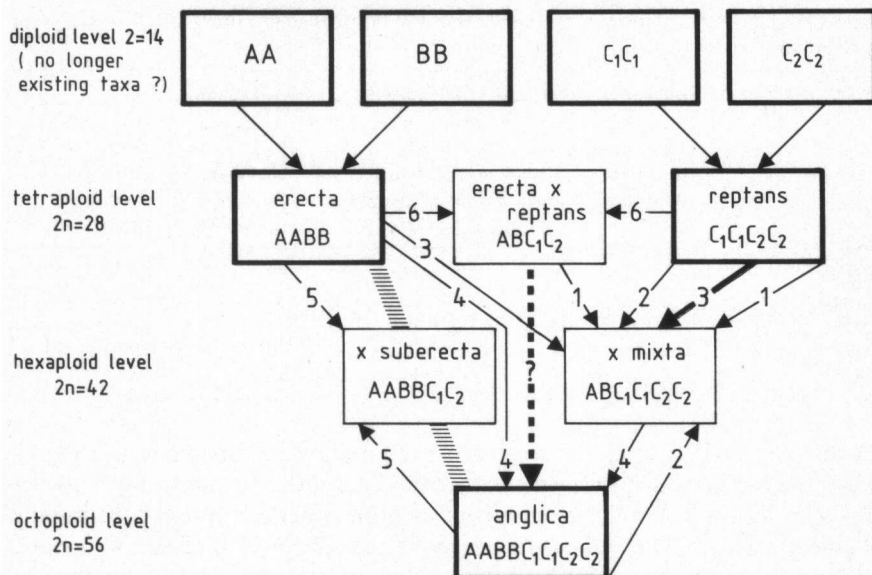 diploid level 2=14
( no longer
existing taxa ?)
AA
BB
C₁C₁
C₂C₂
tetraploid level
2n=28
erecta
AABB
erecta x
reptans
ABC₁C₂
reptans
C₁C₁C₂C₂
6
6
3
5
4
1
2
3
1
hexaploid level
2n=42
x suberecta
AABBC₁C₂
?
x mixta
ABC₁C₁C₂C₂
5
4
4
2
octoploid level
2n=56
anglica
AABBC₁C₁C₂C₂